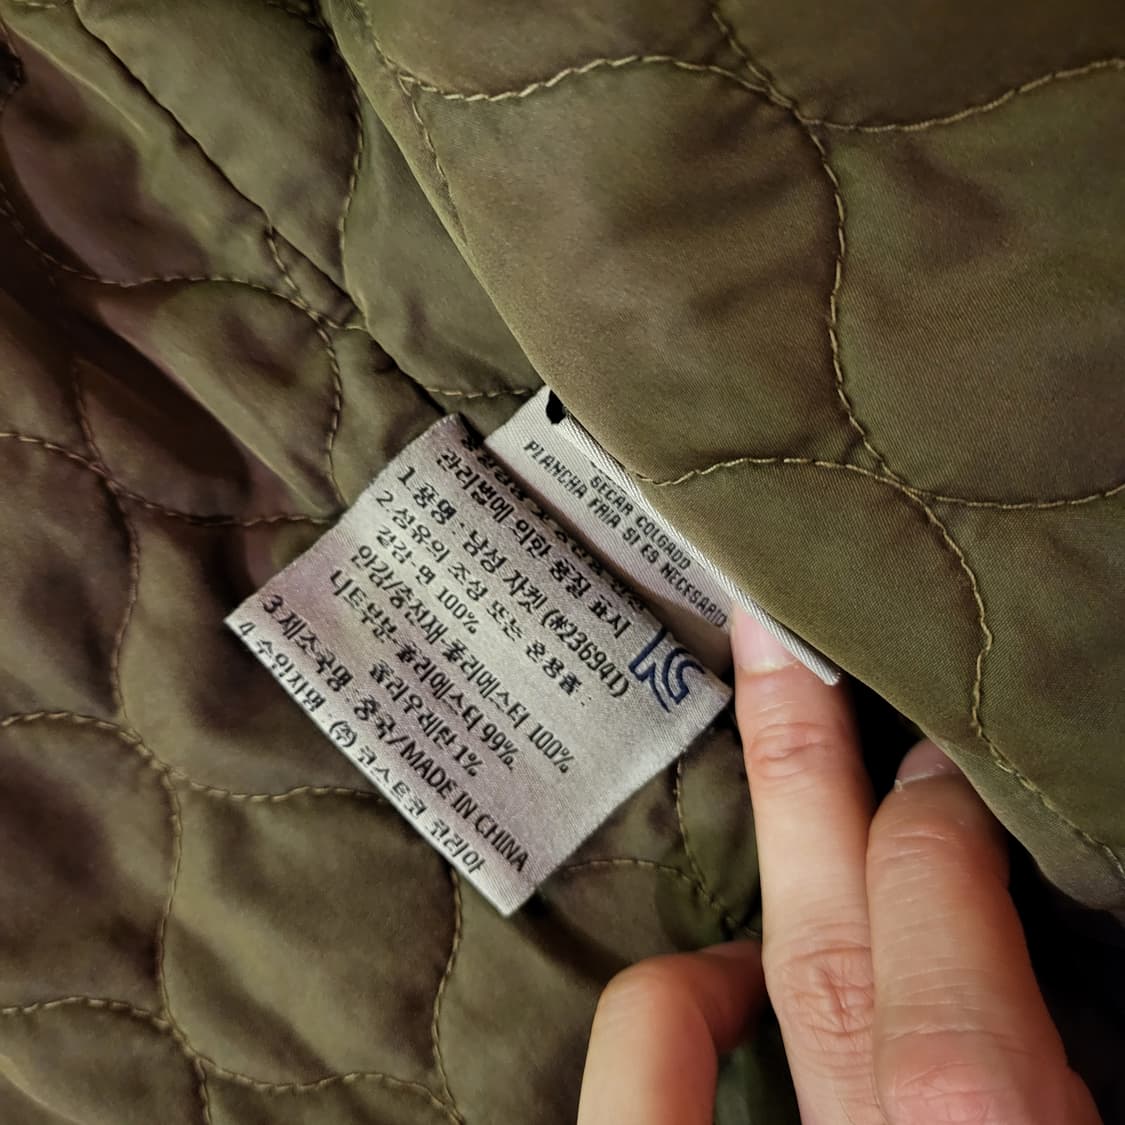 관리법에 의한 품질 표시
1.품명 : 남성 자켓 (#236941)
2.섬유의 조성 또는 혼용률 :
겉감-면 100%
안감/충전재-폴리에스터 100%
니트부분-폴리에스터 99%,
폴리우레탄 1%
3.제조국명 : 중국/MADE IN CHINA
4.수입자명 : (주)코스트코 코리아
SECAR COLGADO
PLANCHA FRIA SI ES NECESARIO